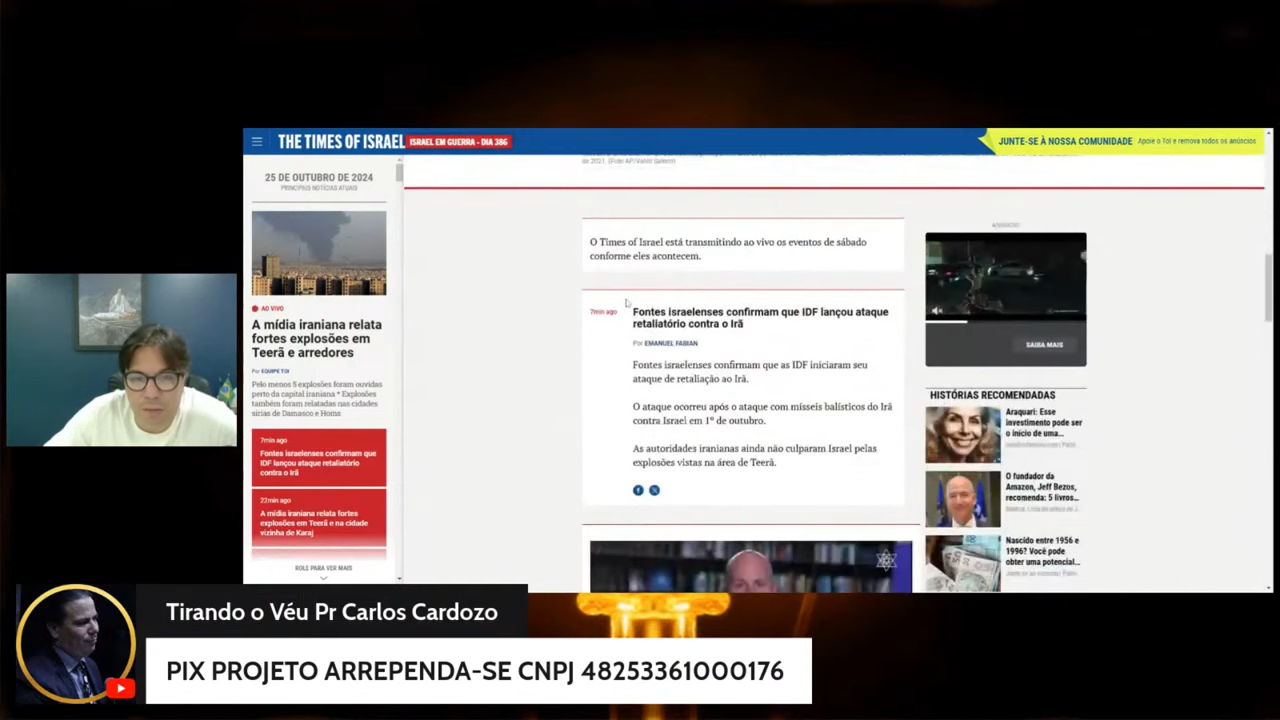 THE TIMES OF ISRAEL
ISRAEL EM GUERRA - DIA 386
JUNTE-SE À NOSSA COMUNIDADE
Apoie o ToI e remova todos os anúncios
25 DE OUTUBRO DE 2024
PRINCIPAIS NOTÍCIAS ATUAIS
AO VIVO
A mídia iraniana relata
fortes explosões em
Teerã e arredores
Por EQUIPE TOI
Pelo menos 5 explosões foram ouvidas
perto da capital iraniana * Explosões
também foram relatadas nas cidades
sírias de Damasco e Homs
7min ago
Fontes israelenses confirmam que
IDF lançou ataque retaliatório
contra o Irã
22min ago
A mídia iraniana relata fortes
explosões em Teerã e na cidade
vizinha de Karaj
ROLE PARA VER MAIS
O Times of Israel está transmitindo ao vivo os eventos de sábado
conforme eles acontecem.
7min ago
Fontes israelenses confirmam que IDF lançou ataque
retaliatório contra o Irã
Por EMANUEL FABIAN
Fontes israelenses confirmam que as IDF iniciaram seu
ataque de retaliação ao Irã.
O ataque ocorreu após o ataque com mísseis balísticos do Irã
contra Israel em 1º de outubro.
As autoridades iranianas ainda não culparam Israel pelas
explosões vistas na área de Teerã.
SAIBA MAIS
HISTÓRIAS RECOMENDADAS
Araquari: Esse
investimento pode ser
o início de uma...
O fundador da
Amazon, Jeff Bezos,
recomenda: 5 livros...
Nascido entre 1956 e
1996? Você pode
obter uma potencial...
Tirando o Véu Pr Carlos Cardozo
PIX PROJETO ARREPENDA-SE CNPJ 48253361000176